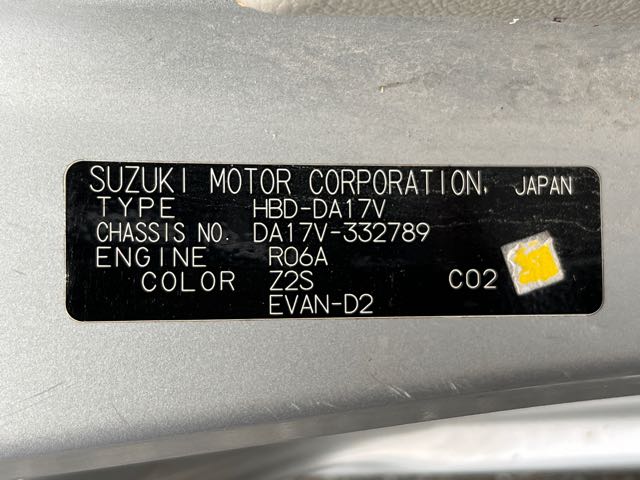 SUZUKI MOTOR CORPORATION, JAPAN
TYPE HBD-DA17V
CHASSIS NO. DA17V-332789
ENGINE R06A
COLOR Z2S C02
EVAN-D2